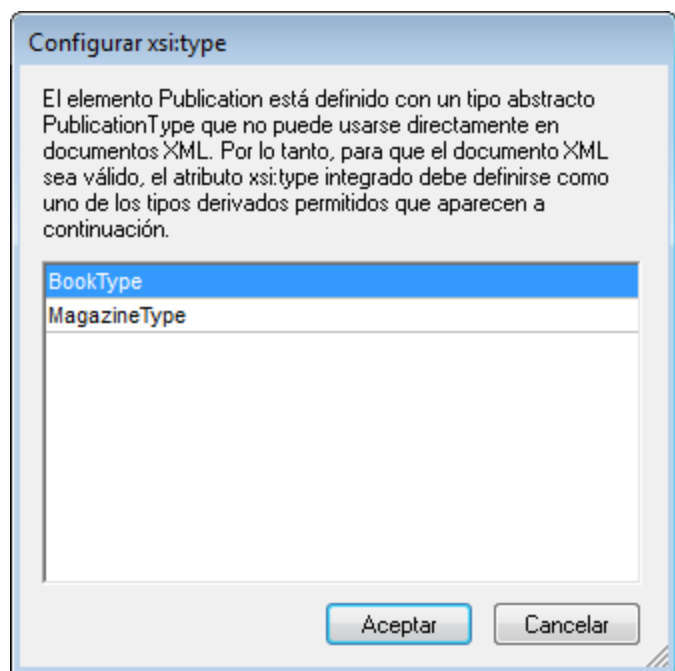 Configurar xsi:type
El elemento Publication está definido con un tipo abstracto
PublicationType que no puede usarse directamente en
documentos XML. Por lo tanto, para que el documento XML
sea válido, el atributo xsi:type integrado debe definirse como
uno de los tipos derivados permitidos que aparecen a
continuación.
BookType
MagazineType
Aceptar
Cancelar